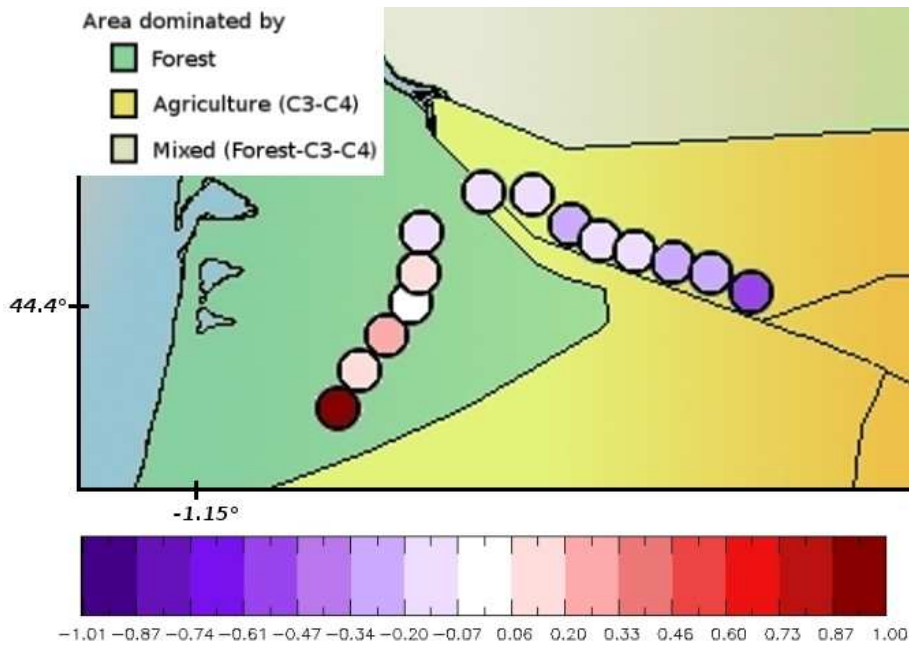 Area dominated by
Forest
Agriculture (C3-C4)
Mixed (Forest-C3-C4)
44.4°
-1.15°
−1.01 −0.87 −0.74 −0.61 −0.47 −0.34 −0.20 −0.07 0.06 0.20 0.33 0.46 0.60 0.73 0.87 1.00